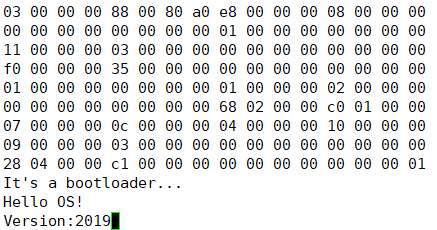 03 00 00 00 88 00 80 a0 e8 00 00 00 08 00 00 00
00 00 00 00 00 00 00 00 01 00 00 00 00 00 00 00
11 00 00 00 03 00 00 00 00 00 00 00 00 00 00 00
f0 00 00 00 35 00 00 00 00 00 00 00 00 00 00 00
01 00 00 00 00 00 00 00 01 00 00 00 02 00 00 00
00 00 00 00 00 00 00 00 68 02 00 00 c0 01 00 00
07 00 00 00 0c 00 00 00 04 00 00 00 10 00 00 00
09 00 00 00 03 00 00 00 00 00 00 00 00 00 00 00
28 04 00 00 c1 00 00 00 00 00 00 00 00 00 00 01
It's a bootloader...
Hello OS!
Version:2019